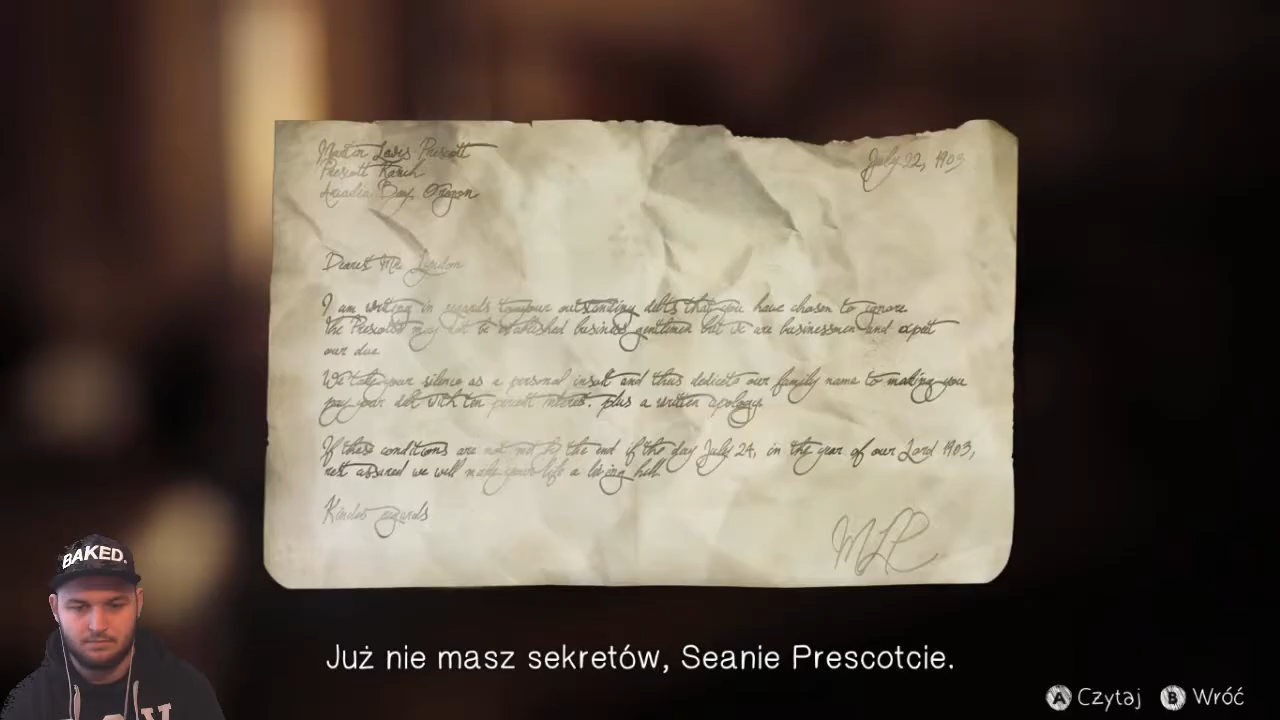 Martin Lewis Prescott
Prescott Ranch
Arcadia Bay, Oregon
July 22, 1903
Dearest Mr. Lyndon
I am writing in regards to your outstanding debts that you have chosen to ignore
the Prescotts may not be established business gentlemen but we are businessmen and expect
our due.
We take your silence as a personal insult and thus dedicate our family name to making you
pay your debt with ten percent interest, plus a written apology.
If these conditions are not met by the end if the day July 24, in the year of our Lord 1903,
rest assured we will make your life a living hell.
Kindest regards
MLP
BAKED.
Już nie masz sekretów, Seanie Prescotcie.
A Czytaj B Wróć